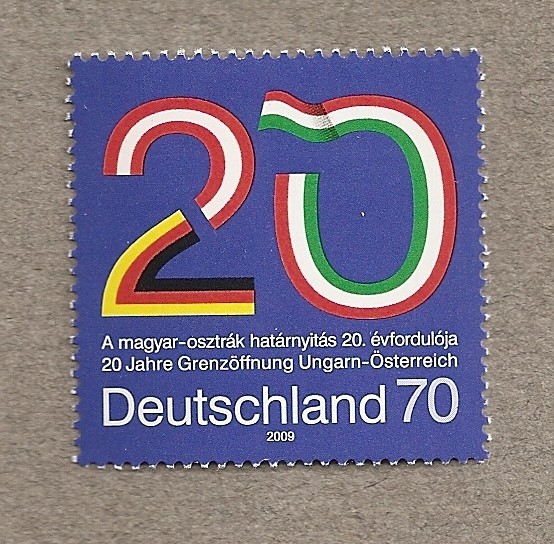 20
A magyar-osztrák határnyitás 20. évfordulója
20 Jahre Grenzöffnung Ungarn-Österreich
Deutschland 70
2009